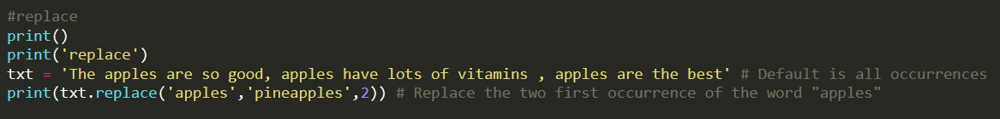 #replace
print()
print('replace')
txt = 'The apples are so good, apples have lots of vitamins , apples are the best' # Default is all occurrences
print(txt.replace('apples','pineapples',2)) # Replace the two first occurrence of the word "apples"